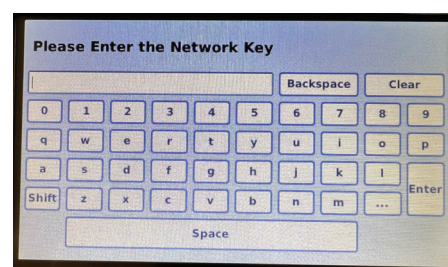 Please Enter the Network Key
Backspace Clear
0 1 2 3 4 5 6 7 8 9
q w e r t y u i o p
a s d f g h j k l
Enter
Shift z x c v b n m ...
Space